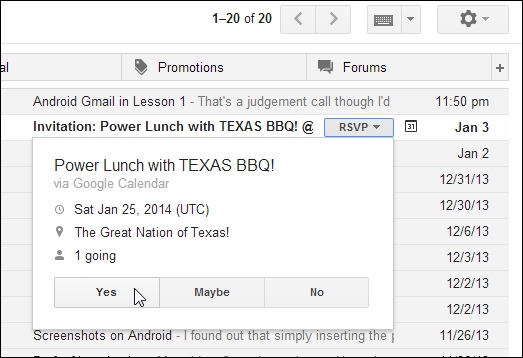 1–20 of 20
al
Promotions
Forums
+
Android Gmail in Lesson 1 - That's a judgement call though I'd
11:50 pm
Invitation: Power Lunch with TEXAS BBQ! @
RSVP
31
Jan 3
Power Lunch with TEXAS BBQ!
via Google Calendar
Sat Jan 25, 2014 (UTC)
The Great Nation of Texas!
1 going
Yes
Maybe
No
Jan 2
12/31/13
12/30/13
12/6/13
12/3/13
12/2/13
12/2/13
Screenshots on Android - I found out that simply inserting the p
11/26/13